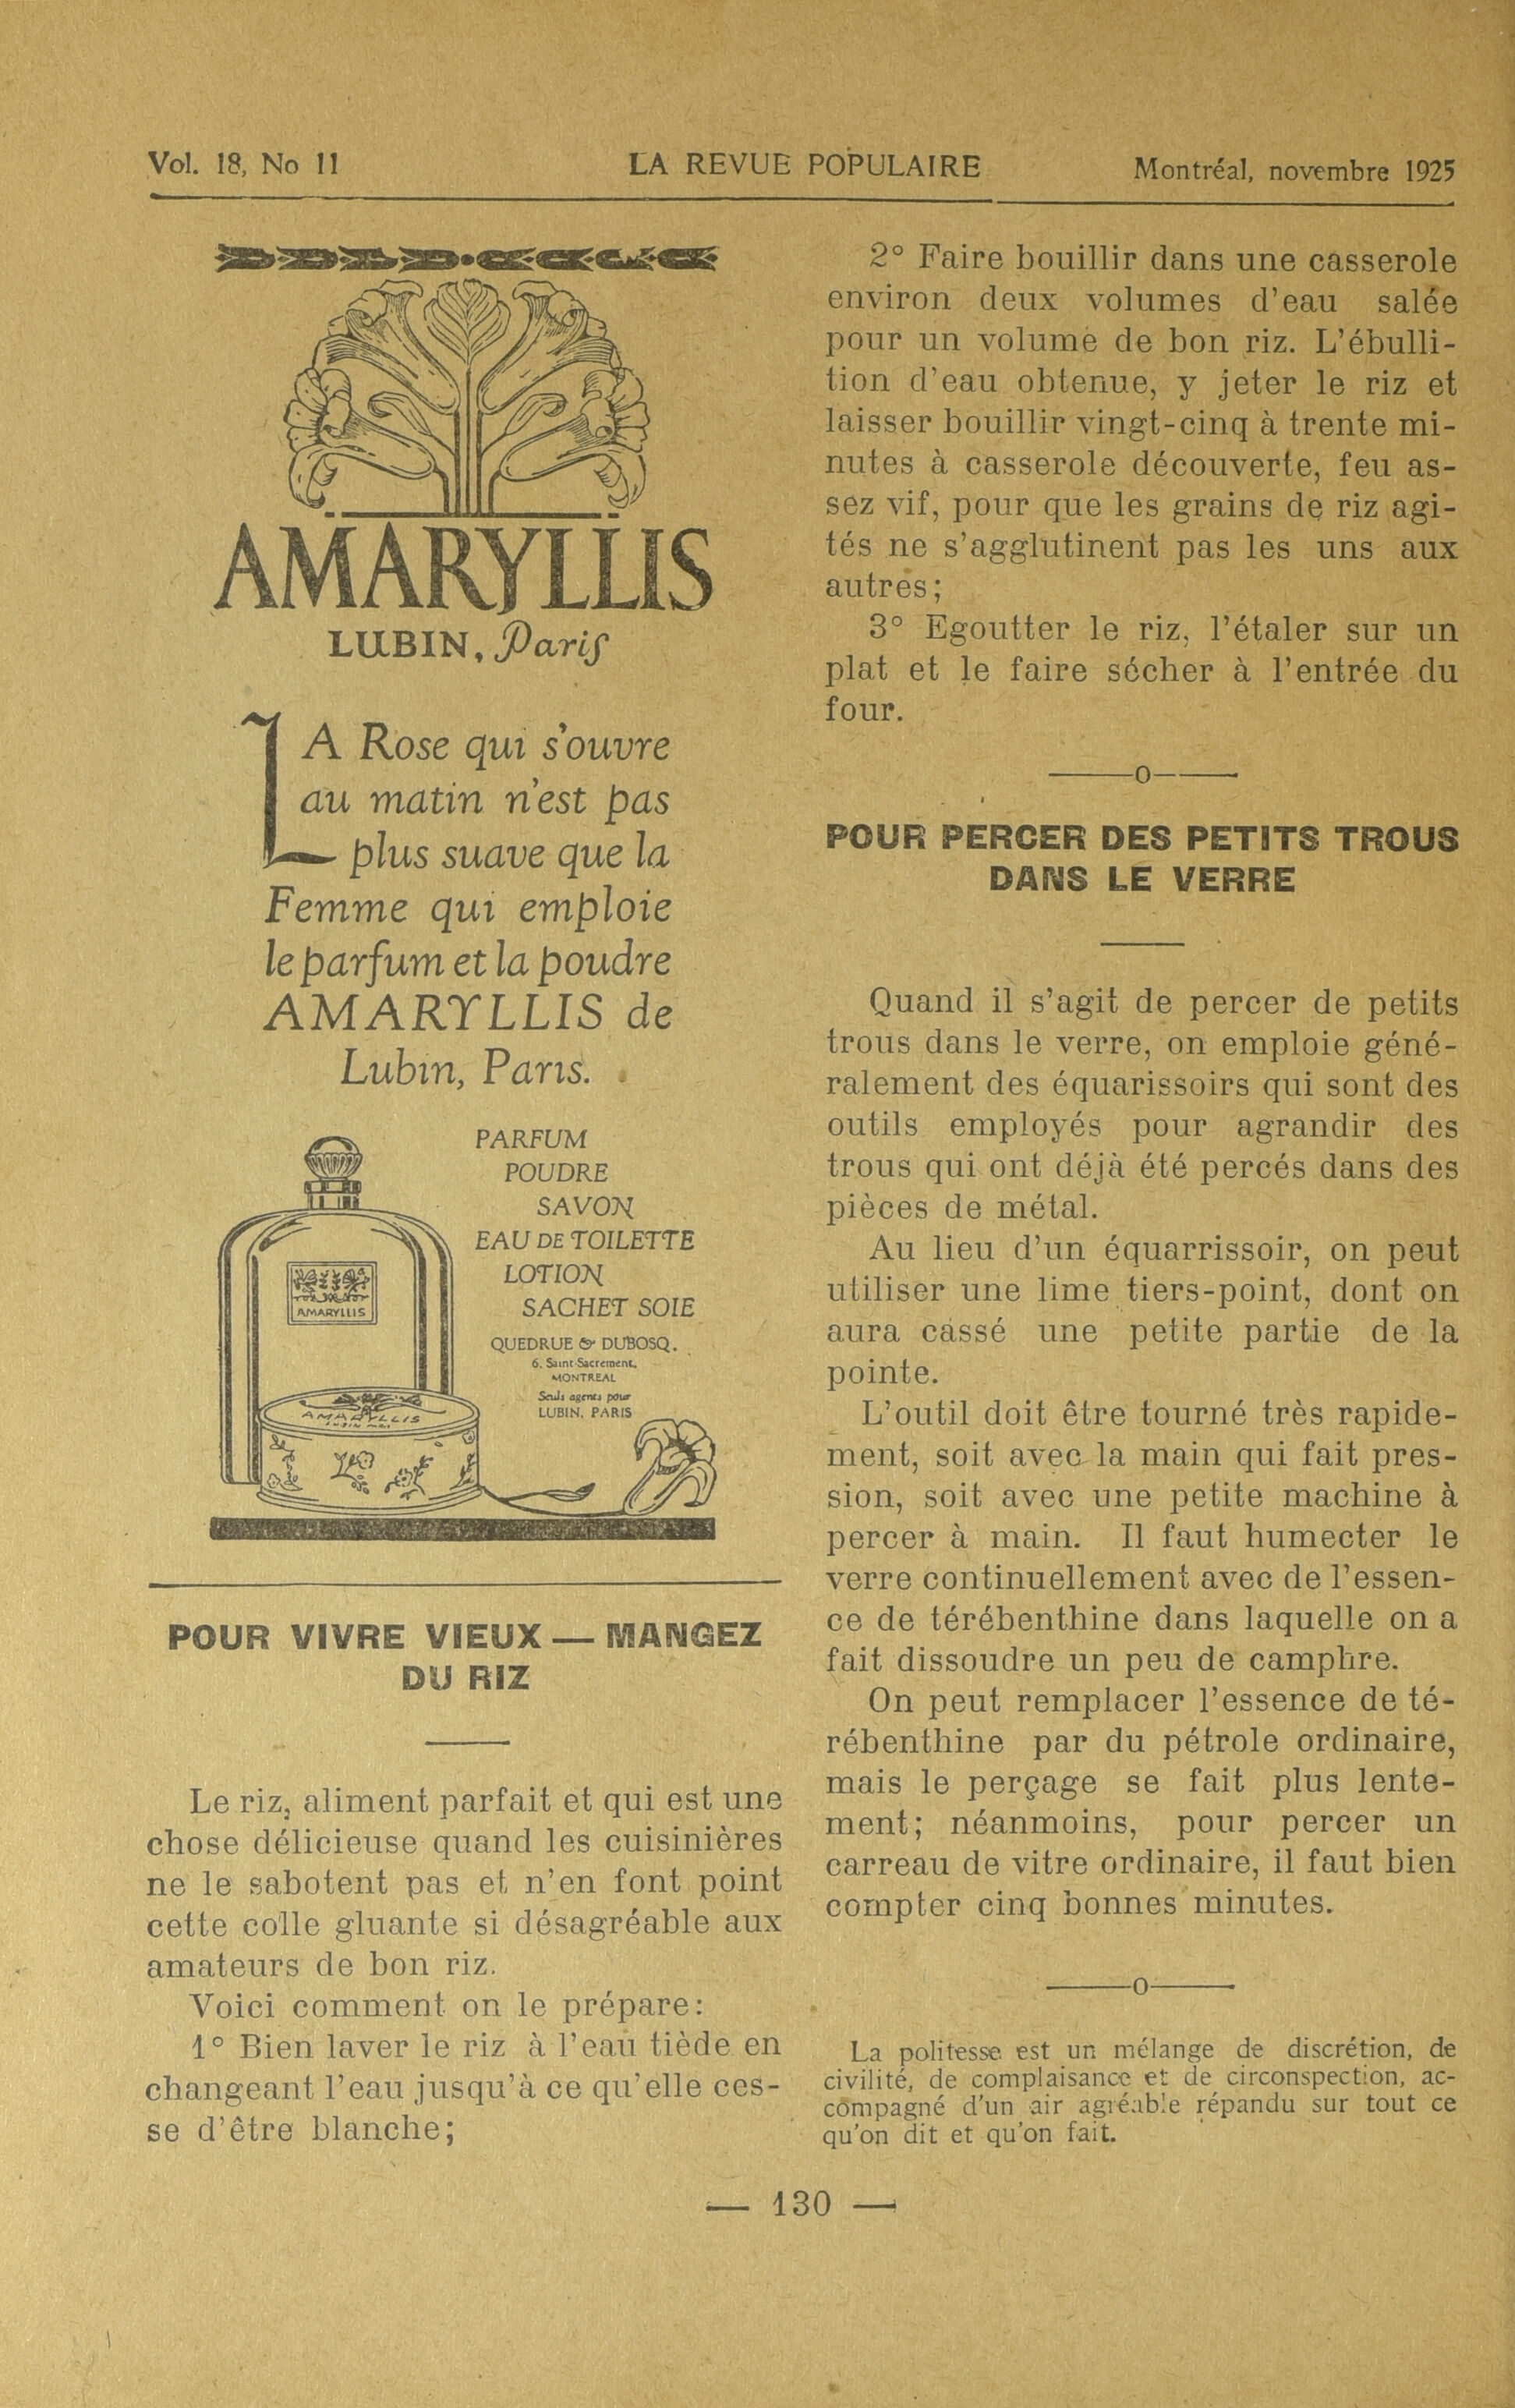 Vol. 18, No 11
LA REVUE POPULAIRE
Montréal, novembre 1925
AMARYLLIS
LUBIN, Paris
LA Rose qui s'ouvre
au matin n'est pas
plus suave que la
Femme qui emploie
le parfum et la poudre
AMARYLLIS de
Lubin, Paris.
PARFUM
POUDRE
SAVON
EAU DE TOILETTE
LOTION
SACHET SOIE
QUEDRUE & DUBOSQ.
6, Saint-Sacrement,
MONTREAL
Seuls agents pour
LUBIN, PARIS
AMARYLLIS
AMARYLLIS
POUR VIVRE VIEUX — MANGEZ
DU RIZ
Le riz, aliment parfait et qui est une
chose délicieuse quand les cuisinières
ne le sabotent pas et n'en font point
cette colle gluante si désagréable aux
amateurs de bon riz.
Voici comment on le prépare:
1° Bien laver le riz à l'eau tiède en
changeant l'eau jusqu'à ce qu'elle ces-
se d'être blanche;
2° Faire bouillir dans une casserole
environ deux volumes d'eau salée
pour un volume de bon riz. L'ébulli-
tion d'eau obtenue, y jeter le riz et
laisser bouillir vingt-cinq à trente mi-
nutes à casserole découverte, feu as-
sez vif, pour que les grains de riz agi-
tés ne s'agglutinent pas les uns aux
autres;
3° Egoutter le riz, l'étaler sur un
plat et le faire sécher à l'entrée du
four.
——o——
POUR PERCER DES PETITS TROUS
DANS LE VERRE
Quand il s'agit de percer de petits
trous dans le verre, on emploie géné-
ralement des équarissoirs qui sont des
outils employés pour agrandir des
trous qui ont déjà été percés dans des
pièces de métal.
Au lieu d'un équarrissoir, on peut
utiliser une lime tiers-point, dont on
aura cassé une petite partie de la
pointe.
L'outil doit être tourné très rapide-
ment, soit avec la main qui fait pres-
sion, soit avec une petite machine à
percer à main. Il faut humecter le
verre continuellement avec de l'essen-
ce de térébenthine dans laquelle on a
fait dissoudre un peu de camphre.
On peut remplacer l'essence de té-
rébenthine par du pétrole ordinaire,
mais le perçage se fait plus lente-
ment; néanmoins, pour percer un
carreau de vitre ordinaire, il faut bien
compter cinq bonnes minutes.
——o——
La politesse est un mélange de discrétion, de
civilité, de complaisance et de circonspection, ac-
compagné d'un air agréable répandu sur tout ce
qu'on dit et qu'on fait.
— 130 —